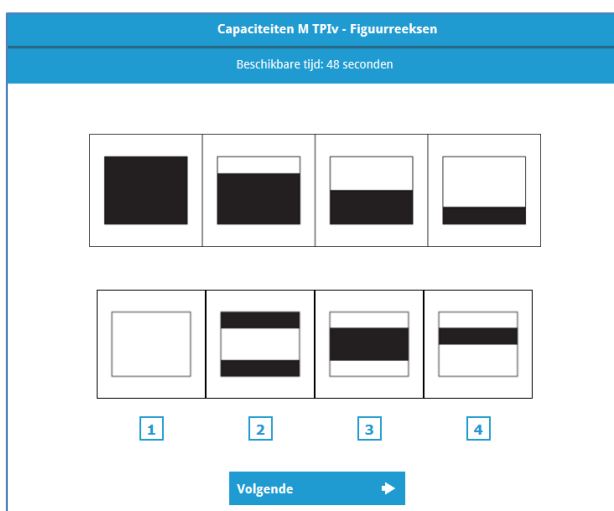 Capaciteiten M TPIv - Figuurreeksen
Beschikbare tijd: 48 seconden
1 2 3 4
Volgende